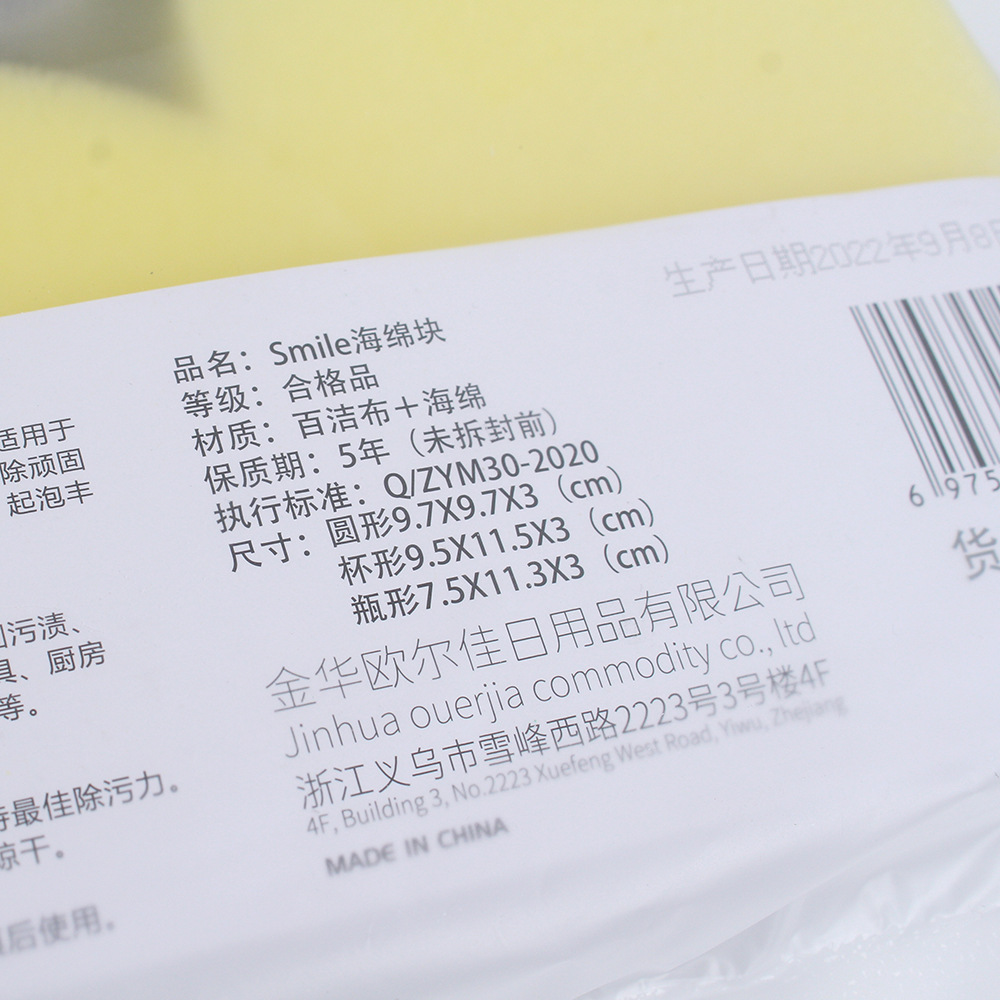 生产日期2022年9月8日
品名：Smile海绵块
等级：合格品
材质：百洁布＋海绵
保质期：5年（未拆封前）
执行标准：Q/ZYM30-2020
尺寸：圆形9.7X9.7X3（cm）
杯形9.5X11.5X3（cm）
瓶形7.5X11.3X3（cm）
金华欧尔佳日用品有限公司
Jinhua ouerjia commodity co., ltd
浙江义乌市雪峰西路2223号3号楼4F
4F, Building 3, No.2223 Xuefeng West Road, Yiwu, Zhejiang
MADE IN CHINA
适用于
除顽固
起泡丰
污渍、
具、厨房
等。
持最佳除污力。
晾干。
后使用。
6 975
货